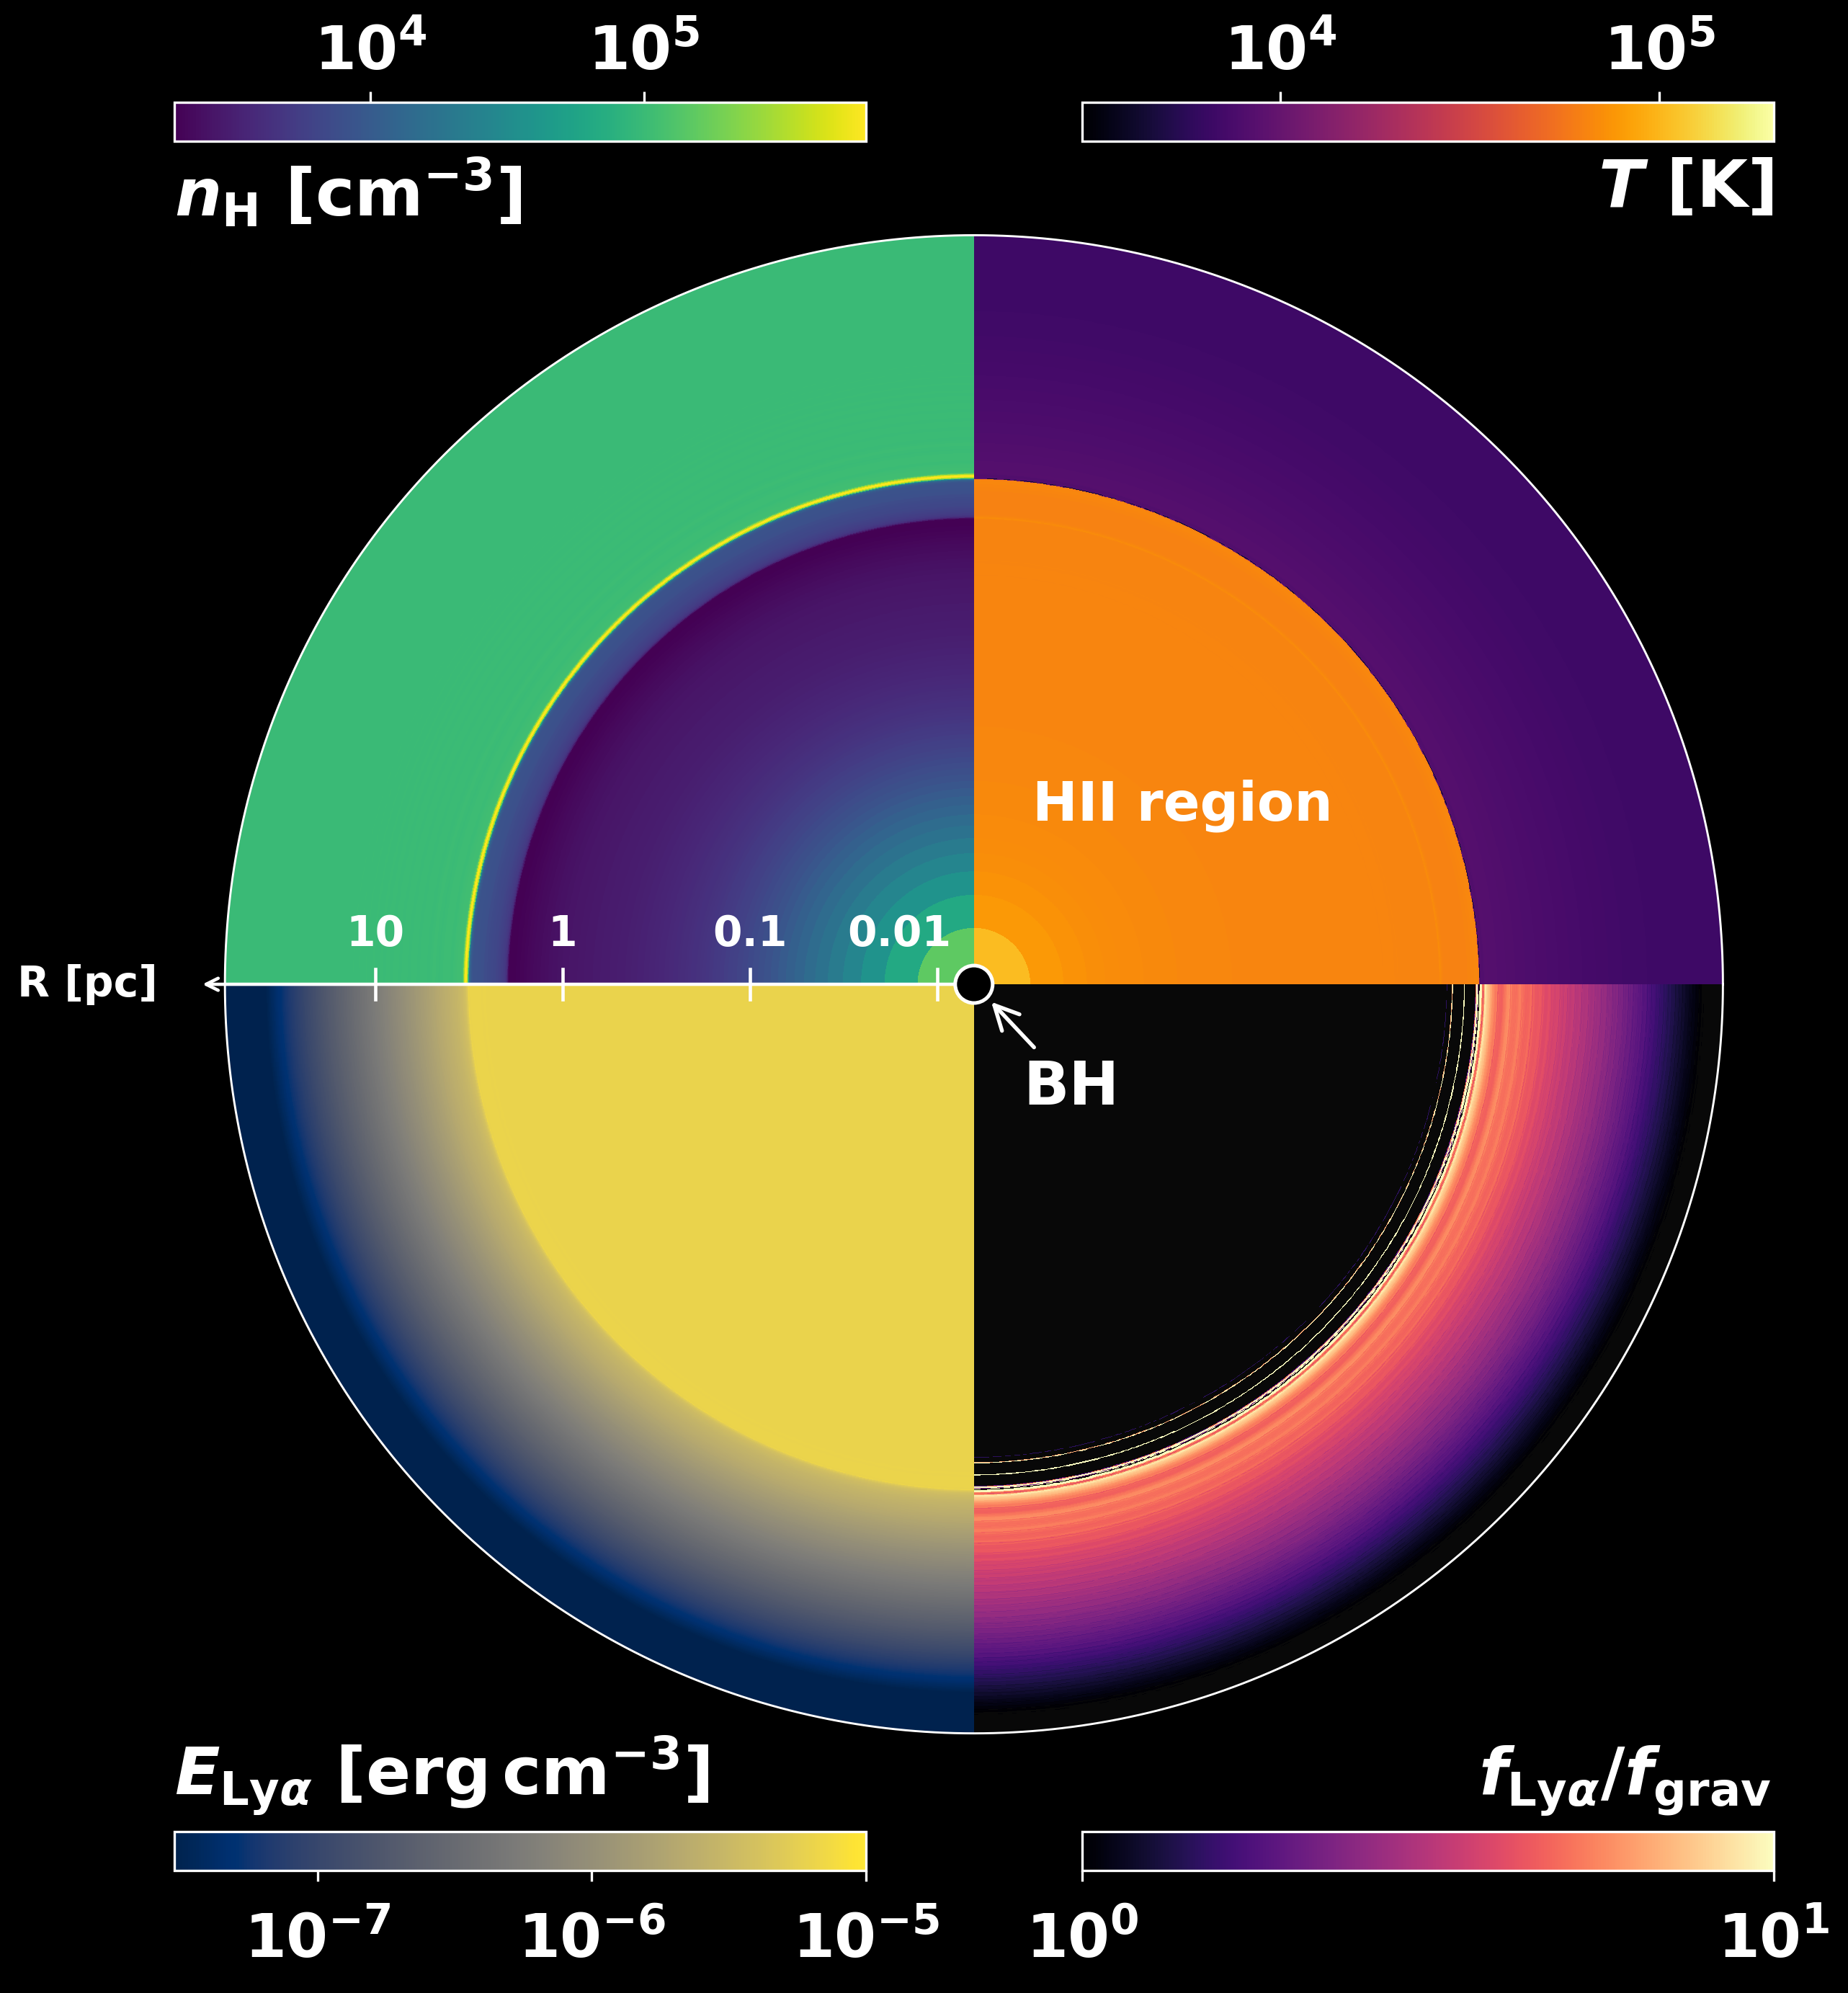 10⁴ 10⁵ 10⁴ 10⁵
n_H [cm⁻³] T [K]
HII region
10 1 0.1 0.01
R [pc]
BH
E_Lyα [erg cm⁻³] f_Lyα/f_grav
10⁻⁷ 10⁻⁶ 10⁻⁵ 10⁰ 10¹